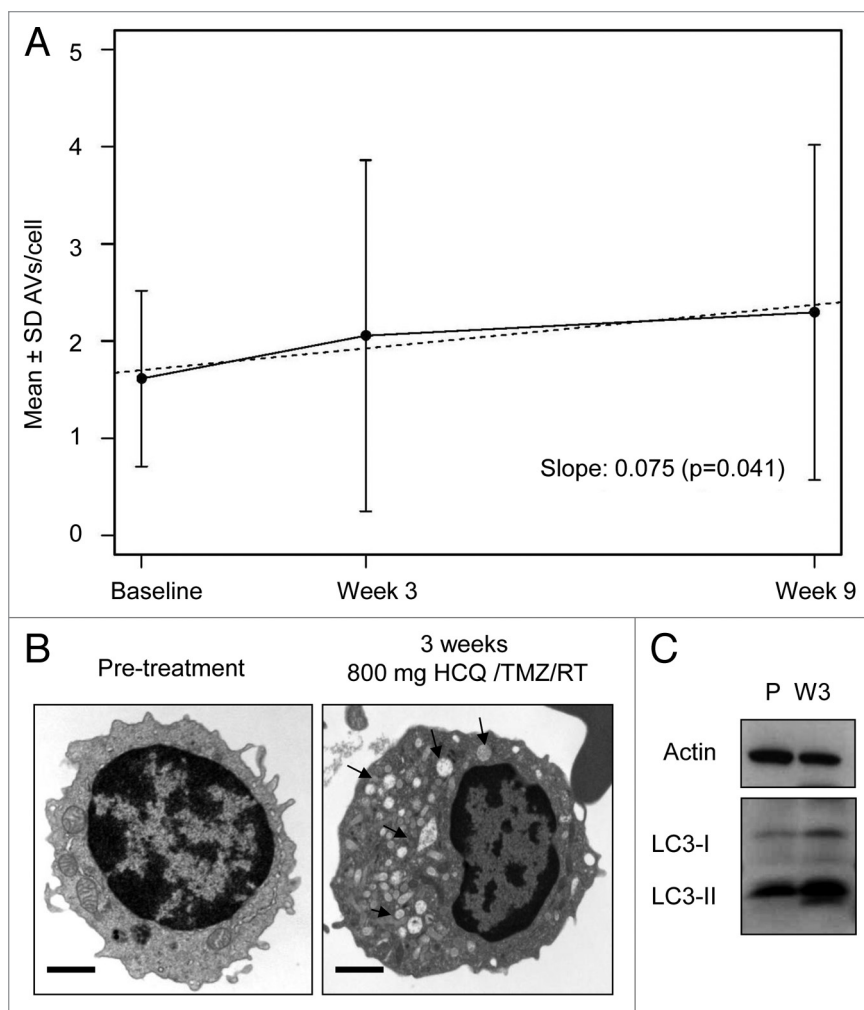 A
5
4
3
2
1
0
Mean ± SD AVs/cell
Slope: 0.075 (p=0.041)
Baseline
Week 3
Week 9
B
Pre-treatment
3 weeks
800 mg HCQ /TMZ/RT
C
P W3
Actin
LC3-I
LC3-II